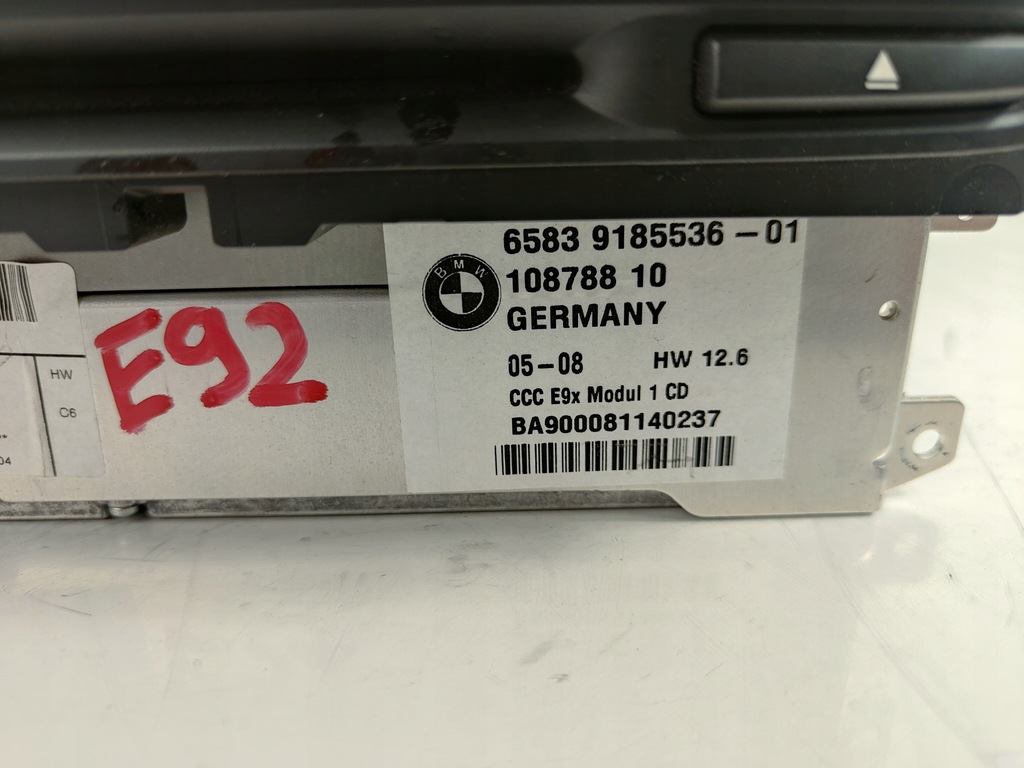 6583 9185536-01
BMW
108788 10
GERMANY
05-08 HW 12.6
CCC E9x Modul 1 CD
BA900081140237
E92
HW
C6
**
04